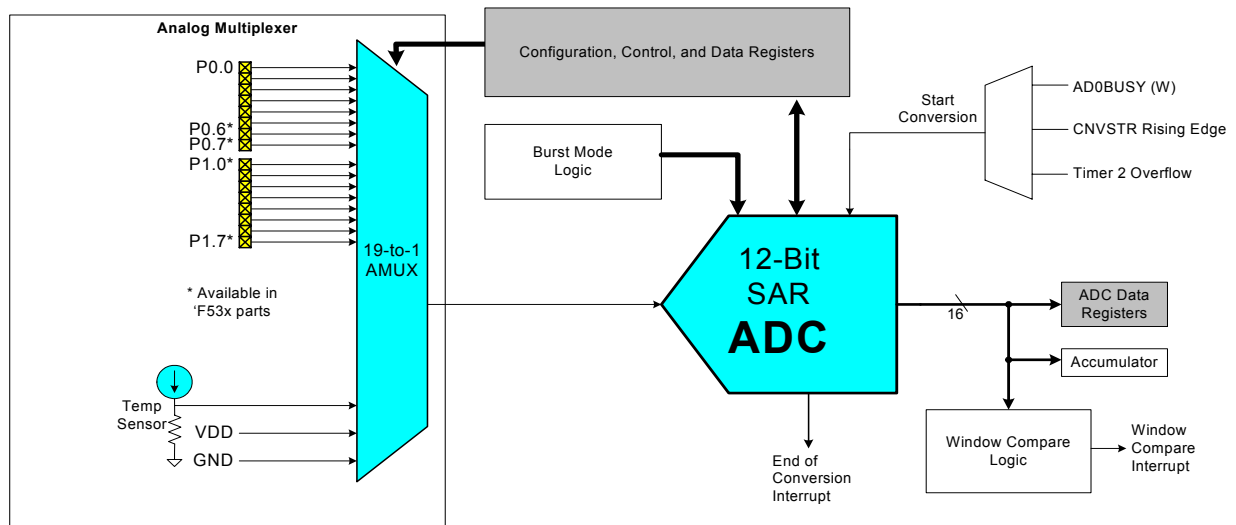 Analog Multiplexer
P0.0
P0.6*
P0.7*
P1.0*
P1.7*
19-to-1
AMUX
* Available in
'F53x parts
Temp
Sensor
VDD
GND
Configuration, Control, and Data Registers
Burst Mode
Logic
Start
Conversion
AD0BUSY (W)
CNVSTR Rising Edge
Timer 2 Overflow
12-Bit
SAR
ADC
16
ADC Data
Registers
Accumulator
Window Compare
Logic
Window
Compare
Interrupt
End of
Conversion
Interrupt